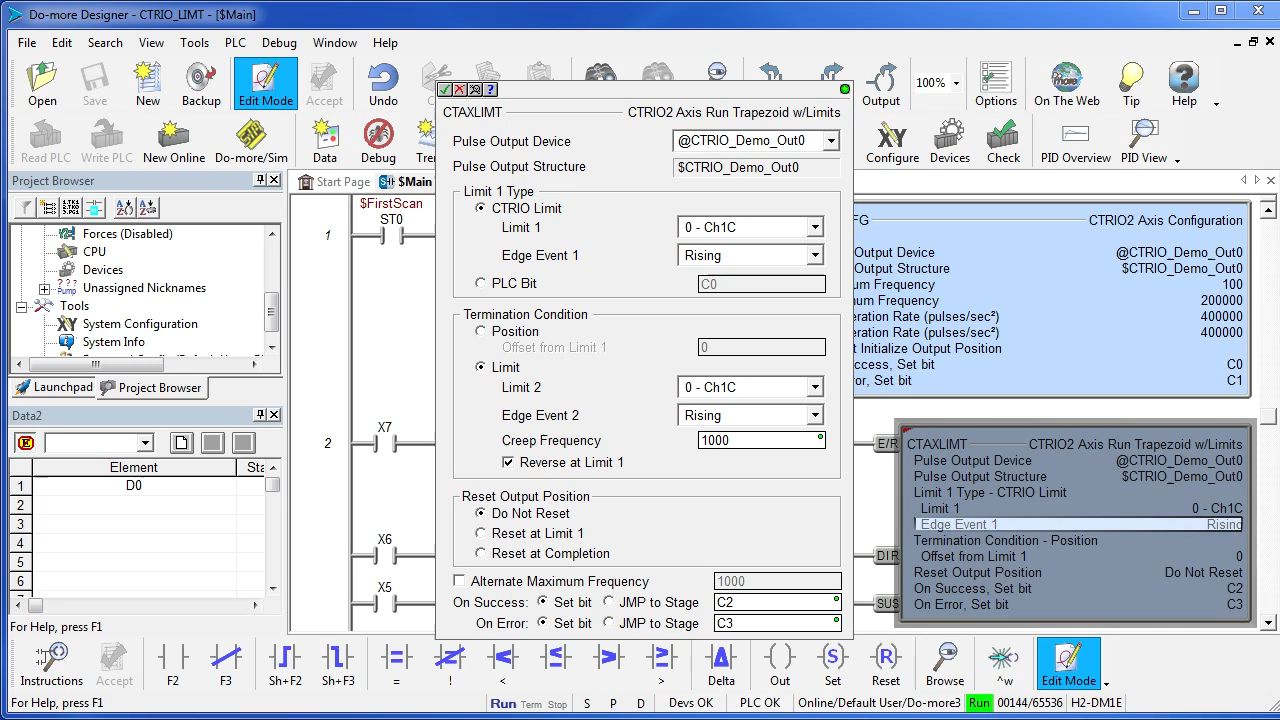 Do-more Designer - CTRIO_LIMT - [$Main]
File Edit Search View Tools PLC Debug Window Help
Open Save New Backup Edit Mode Accept Undo Output 100% Options On The Web Tip Help
Read PLC Write PLC New Online Do-more/Sim Data Debug Configure Devices Check PID Overview PID View
Project Browser
Forces (Disabled)
CPU
Devices
Unassigned Nicknames
Tools
XY System Configuration
System Info
Launchpad Project Browser
Data2
Element Sta
1 D0
2
3
4
5
6
For Help, press F1
Start Page $Main
$FirstScan
ST0
1
X7
2
X6
X5
CTAXLIMT CTRIO2 Axis Run Trapezoid w/Limits
Pulse Output Device @CTRIO_Demo_Out0
Pulse Output Structure $CTRIO_Demo_Out0
Limit 1 Type
CTRIO Limit
Limit 1 0 - Ch1C
Edge Event 1 Rising
PLC Bit C0
Termination Condition
Position
Offset from Limit 1 0
Limit
Limit 2 0 - Ch1C
Edge Event 2 Rising
Creep Frequency 1000
Reverse at Limit 1
Reset Output Position
Do Not Reset
Reset at Limit 1
Reset at Completion
Alternate Maximum Frequency 1000
On Success: Set bit JMP to Stage C2
On Error: Set bit JMP to Stage C3
FG CTRIO2 Axis Configuration
Output Device @CTRIO_Demo_Out0
Output Structure $CTRIO_Demo_Out0
um Frequency 100
num Frequency 200000
eration Rate (pulses/sec²) 400000
eration Rate (pulses/sec²) 400000
t Initialize Output Position
ccess, Set bit C0
or, Set bit C1
E/R
DIR
SUS
CTAXLIMT CTRIO2 Axis Run Trapezoid w/Limits
Pulse Output Device @CTRIO_Demo_Out0
Pulse Output Structure $CTRIO_Demo_Out0
Limit 1 Type - CTRIO Limit
Limit 1 0 - Ch1C
Edge Event 1 Rising
Termination Condition - Position
Offset from Limit 1 0
Reset Output Position Do Not Reset
On Success, Set bit C2
On Error, Set bit C3
Instructions Accept F2 F3 Sh+F2 Sh+F3 = ! < > Delta Out Set Reset Browse ^w Edit Mode
For Help, press F1 Run Term Stop S P D Devs OK PLC OK Online/Default User/Do-more3 Run 00144/65536 H2-DM1E